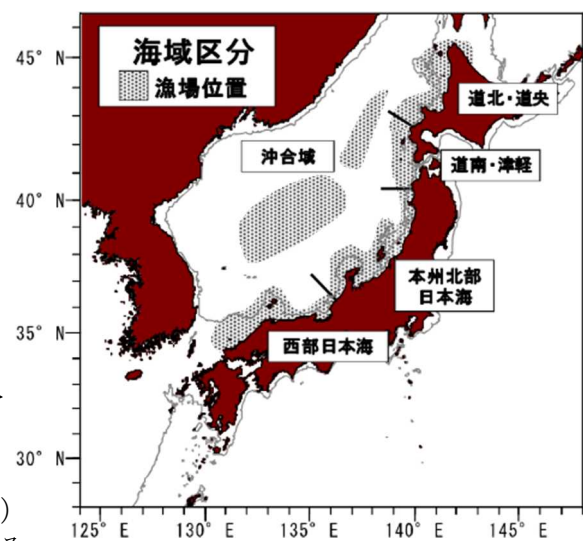 海域区分
漁場位置
道北・道央
沖合域
道南・津軽
本州北部
日本海
西部日本海
45° N
40° N
35° N
30° N
125° E
130° E
135° E
140° E
145° E
)